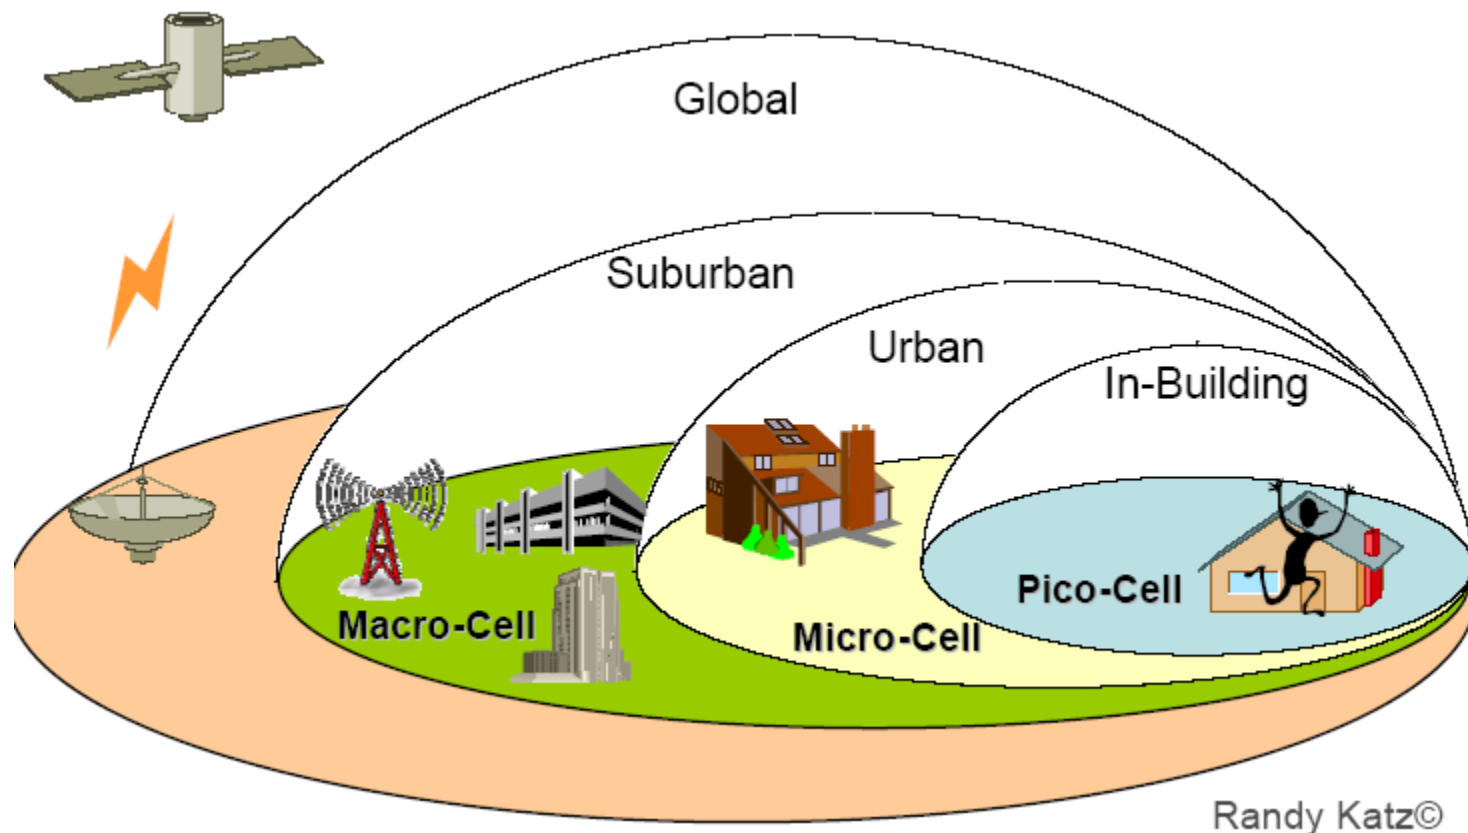 Global
Suburban
Urban
In-Building
Pico-Cell
Macro-Cell
Micro-Cell
Randy Katz©